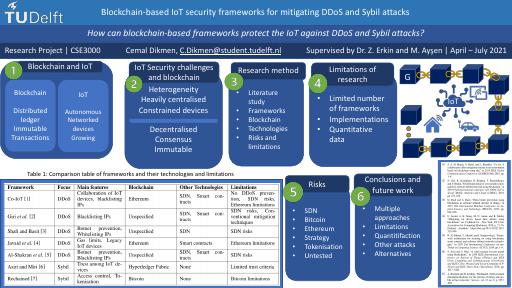 TUDelft
Blockchain-based IoT security frameworks for mitigating DDoS and Sybil attacks
How can blockchain-based frameworks protect the IoT against DDoS and Sybil attacks?
Research Project | CSE3000
Cemal Dikmen, C.Dikmen@student.tudelft.nl
Supervised by Dr. Z. Erkin and M. Ayşen | April – July 2021
1
Blockchain and IoT
Blockchain
Distributed
ledger
Immutable
Transactions
IoT
Autonomous
Networked
devices
Growing
2
IoT Security challenges
and blockchain
Heterogeneity
Heavily centralised
Constrained devices
Decentralised
Consensus
Immutable
3
Research method
• Literature
study
• Frameworks
• Blockchain
• Technologies
• Risks and
limitations
4
Limitations of
research
• Limited number
of frameworks
• Implementations
• Quantitative
data
G
IoT
Table 1: Comparison table of frameworks and their technologies and limitations
Framework Focus Main features Blockchain Other Technologies Limitations
Co-IoT [1] DDoS Collaboration of IoT devices, blacklisting IPs Ethereum SDN, Smart contracts No DDoS prevention, SDN risks, Ethereum limitations
Giri et al. [2] DDoS Blacklisting IPs Unspecified SDN, Smart contracts SDN risks, Conventional mitigation techniques
Shafi and Basit [3] DDoS Botnet prevention, Whitelisting IPs Unspecified SDN SDN risks
Javaid et al. [4] DDoS Gas limits, Legacy IoT devices Ethereum Smart contracts Ethereum limitations
Al-Shakran et al. [5] DDoS Botnet prevention, Blacklisting IPs Unspecified SDN, Smart contracts SDN risks
Asiri and Miri [6] Sybil Trust among IoT devices Hyperledger Fabric None Limited trust criteria
Rechained [7] Sybil Access control, Tokenisation Bitcoin None Bitcoin limitations
5
Risks
• SDN
• Bitcoin
• Ethereum
• Strategy
• Tokenisation
• Untested
6
Conclusions and
future work
• Multiple
approaches
• Limitations
• Quantification
• Other attacks
• Alternatives